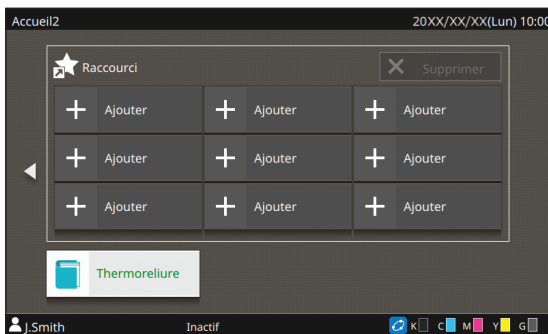 Accueil2 20XX/XX/XX(Lun) 10:00
Raccourci Supprimer
Ajouter Ajouter Ajouter
Ajouter Ajouter Ajouter
Ajouter Ajouter Ajouter
Thermoreliure
J.Smith Inactif K C M Y G